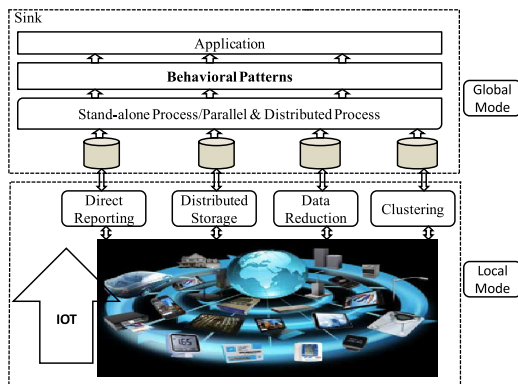 Sink
Application
Behavioral Patterns
Stand-alone Process/Parallel & Distributed Process
Global
Mode
Direct
Reporting
Distributed
Storage
Data
Reduction
Clustering
Local
Mode
IOT
165